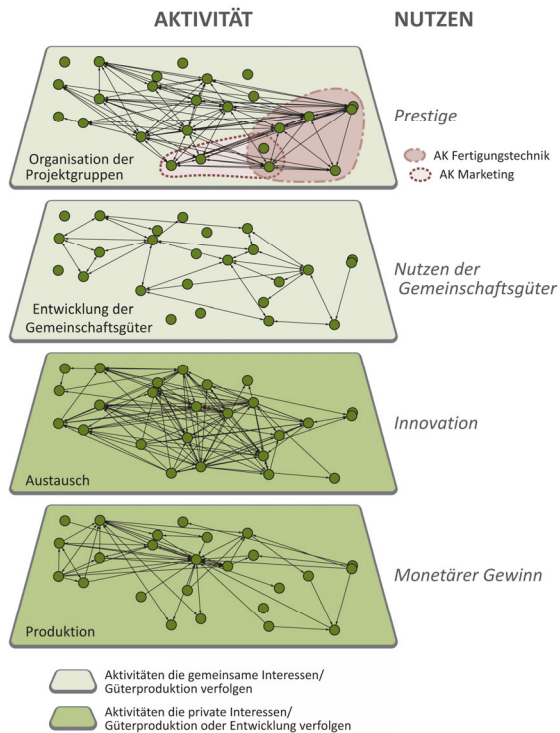 AKTIVITÄT
NUTZEN
Organisation der
Projektgruppen
Prestige
AK Fertigungstechnik
AK Marketing
Entwicklung der
Gemeinschaftsgüter
Nutzen der
Gemeinschaftsgüter
Austausch
Innovation
Produktion
Monetärer Gewinn
Aktivitäten die gemeinsame Interessen/
Güterproduktion verfolgen
Aktivitäten die private Interessen/
Güterproduktion oder Entwicklung verfolgen